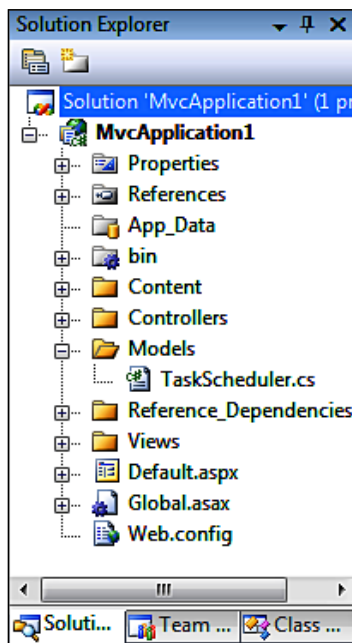 Solution Explorer
Solution 'MvcApplication1' (1 pr
MvcApplication1
Properties
References
App_Data
bin
Content
Controllers
Models
TaskScheduler.cs
Reference_Dependencies
Views
Default.aspx
Global.asax
Web.config
Soluti... Team ... Class ...